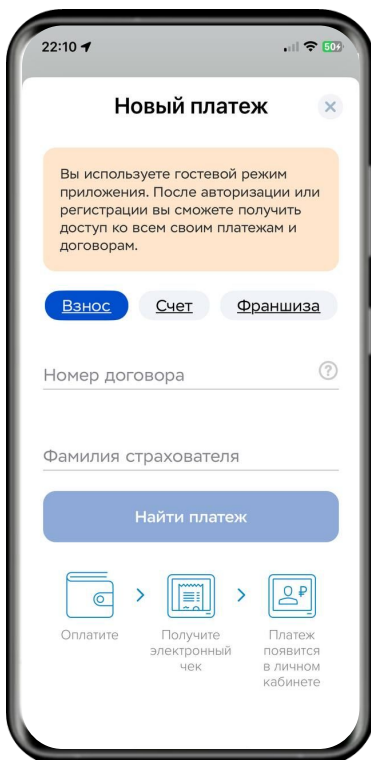 22:10
50
Новый платеж
Вы используете гостевой режим
приложения. После авторизации или
регистрации вы сможете получить
доступ ко всем своим платежам и
договорам.
Взнос Счет Франшиза
Номер договора ?
Фамилия страхователя
Найти платеж
Оплатите > Получите электронный чек > Платеж появится в личном кабинете